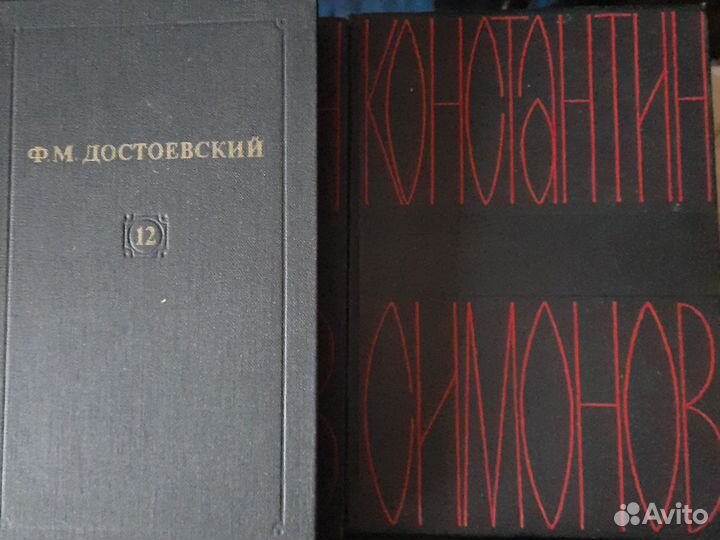 Ф. М. ДОСТОЕВСКИЙ
12
КОНСТАНТИН
СИМОНОВ
Avito